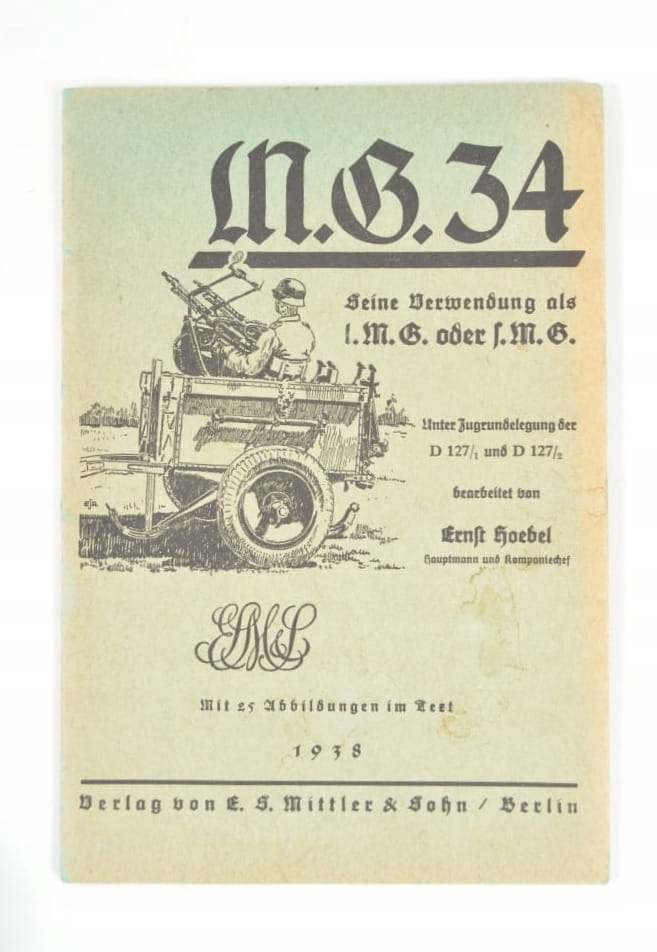 M.G.34
Seine Verwendung als
l.M.G. oder s.M.G.
Unter Zugrundelegung der
D 127/1 und D 127/2
bearbeitet von
Ernst Hoebel
Hauptmann und Kompaniechef
Mit 25 Abbildungen im Text
1938
Verlag von E. S. Mittler & Sohn / Berlin